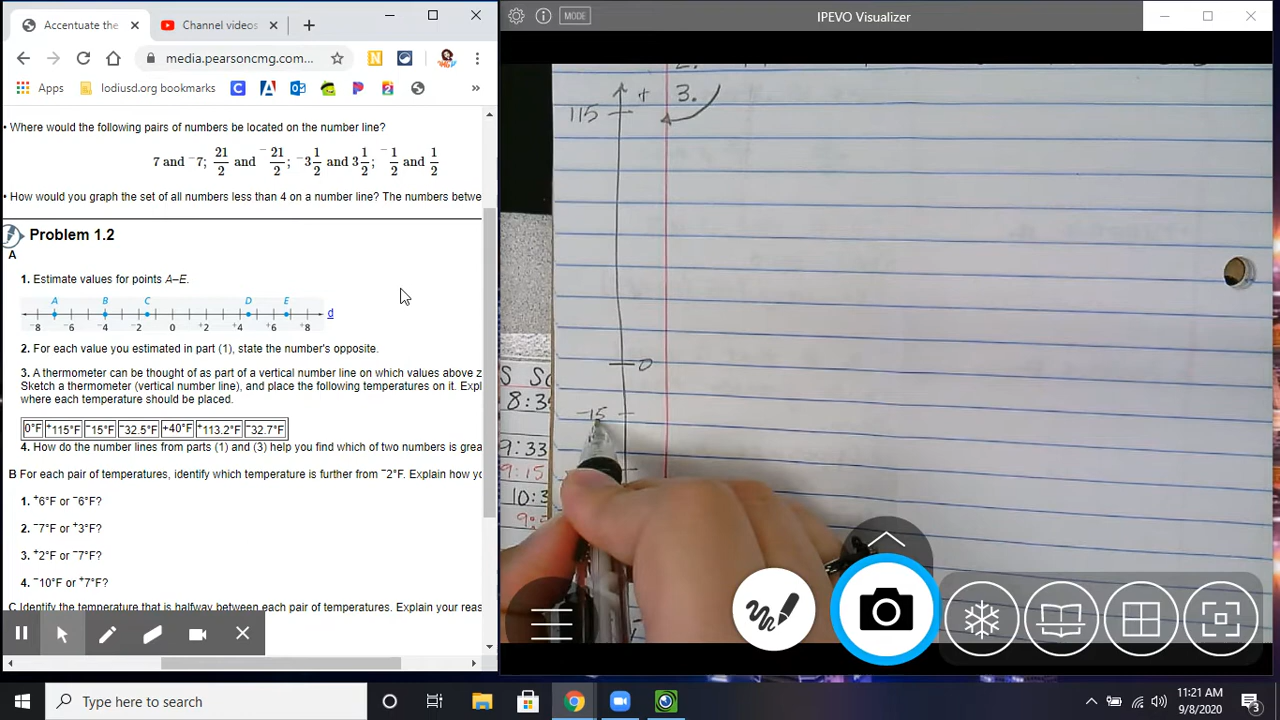 Accentuate the
Channel videos
IPEVO Visualizer
MODE
media.pearsoncmg.com...
Apps
lodiusd.org bookmarks
• Where would the following pairs of numbers be located on the number line?
7 and ⁻7; 21/2 and ⁻21/2; ⁻3 1/2 and 3 1/2; ⁻1/2 and 1/2
• How would you graph the set of all numbers less than 4 on a number line? The numbers betwe
Problem 1.2
A
1. Estimate values for points A–E.
A B C D E
⁻8 ⁻6 ⁻4 ⁻2 0 ⁺2 ⁺4 ⁺6 ⁺8
d
2. For each value you estimated in part (1), state the number's opposite.
3. A thermometer can be thought of as part of a vertical number line on which values above z
Sketch a thermometer (vertical number line), and place the following temperatures on it. Expl
where each temperature should be placed.
0°F ⁺115°F ⁻15°F ⁻32.5°F ⁺40°F ⁺113.2°F ⁻32.7°F
4. How do the number lines from parts (1) and (3) help you find which of two numbers is grea
B For each pair of temperatures, identify which temperature is further from ⁻2°F. Explain how yo
1. ⁺6°F or ⁻6°F?
2. ⁻7°F or ⁺3°F?
3. ⁺2°F or ⁻7°F?
4. ⁻10°F or ⁺7°F?
C Identify the temperature that is halfway between each pair of temperatures. Explain your reas
+ 3.
115
0
-15
8:3
9:33
9:15
10:3
Type here to search
11:21 AM
9/8/2020
3